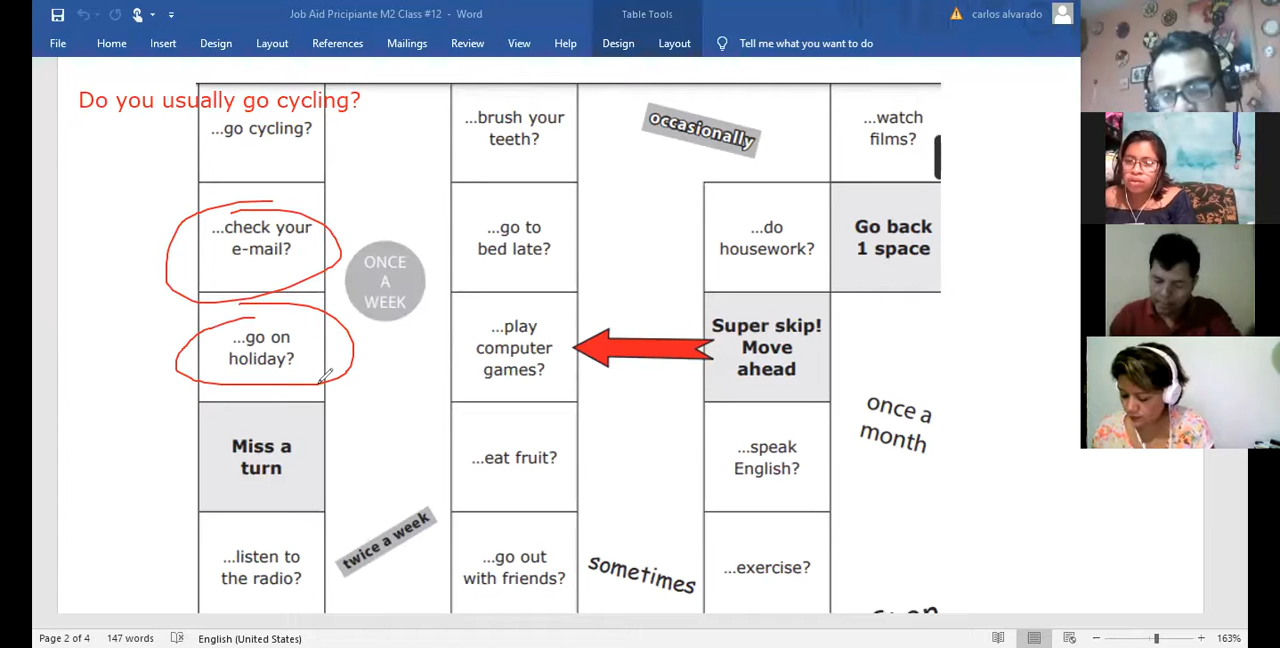 Job Aid Pricipiante M2 Class #12 - Word
Table Tools
carlos alvarado
File Home Insert Design Layout References Mailings Review View Help Design Layout Tell me what you want to do
Do you usually go cycling?
...go cycling?
...brush your
teeth?
occasionally
...watch
films?
...check your
e-mail?
ONCE
A
WEEK
...go to
bed late?
...do
housework?
Go back
1 space
...go on
holiday?
...play
computer
games?
Super skip!
Move
ahead
once a
month
Miss a
turn
...eat fruit?
...speak
English?
...listen to
the radio?
twice a week
...go out
with friends?
sometimes
...exercise?
Page 2 of 4 147 words English (United States) 163%